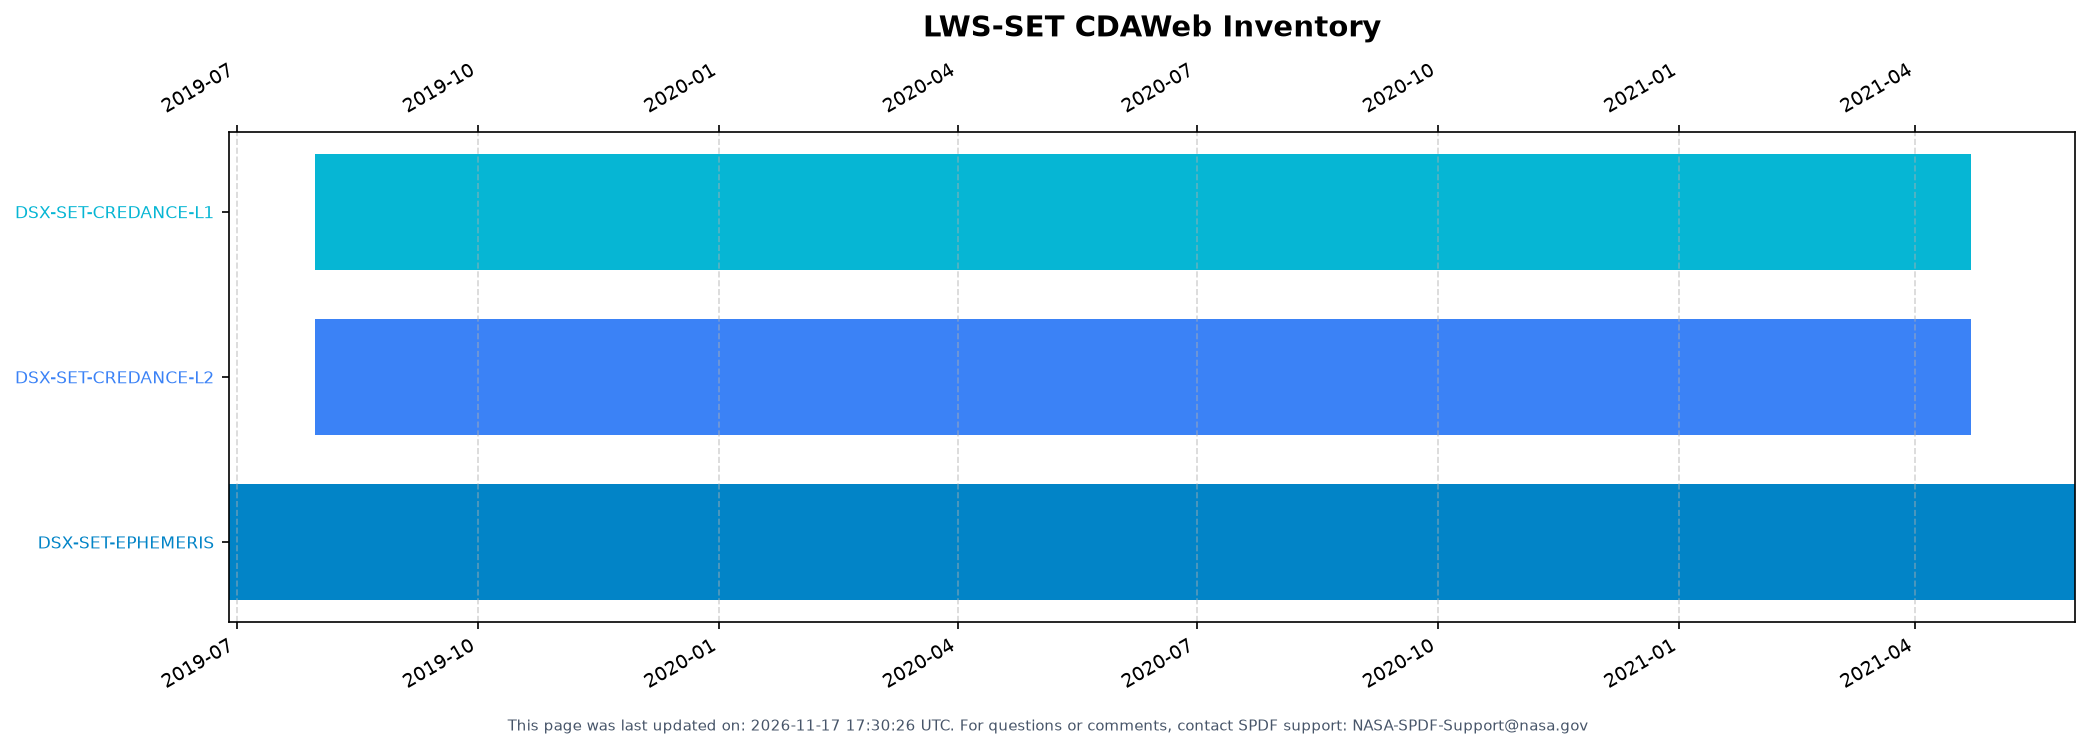 LWS-SET CDAWeb Inventory
2019-07 2019-10 2020-01 2020-04 2020-07 2020-10 2021-01 2021-04
DSX-SET-CREDANCE-L1
DSX-SET-CREDANCE-L2
DSX-SET-EPHEMERIS
2019-07 2019-10 2020-01 2020-04 2020-07 2020-10 2021-01 2021-04
This page was last updated on: 2026-11-17 17:30:26 UTC. For questions or comments, contact SPDF support: NASA-SPDF-Support@nasa.gov